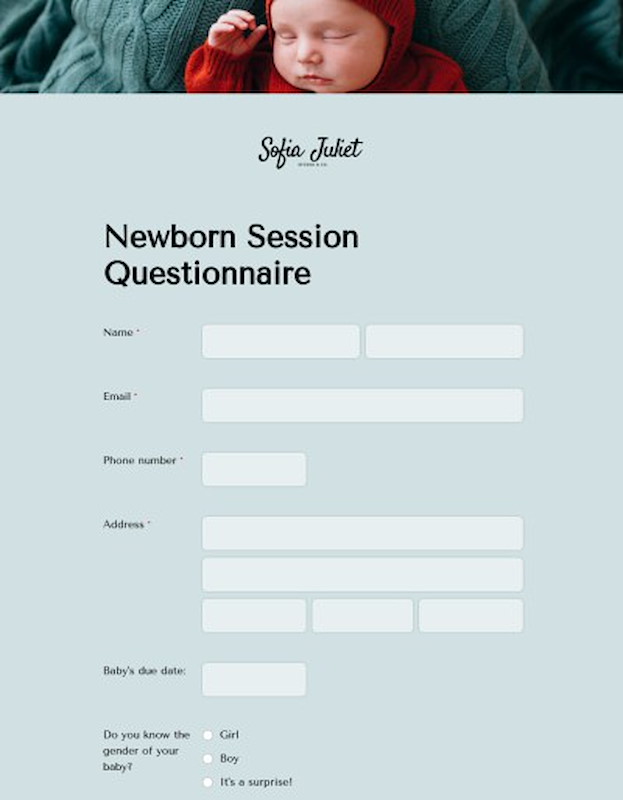 Sofia Juliet
Newborn Session
Questionnaire
Name *
Email *
Phone number *
Address *
Baby's due date:
Do you know the
gender of your
baby?
Girl
Boy
It's a surprise!